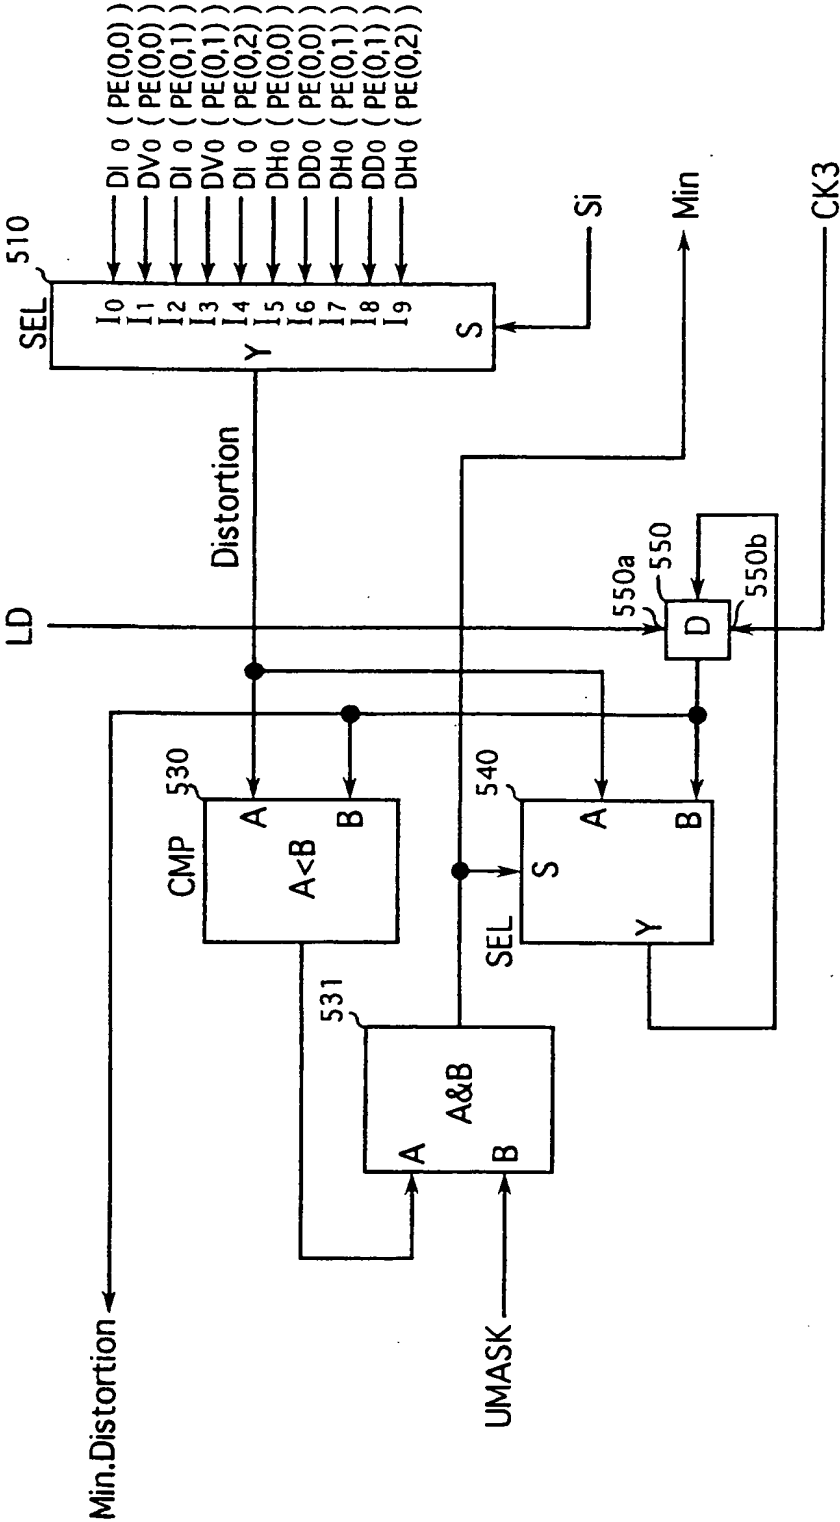 510
LD
SEL
Min.Distortion
I0 DI 0 ( PE(0,0) )
I1 DV0 ( PE(0,0) )
I2 DI 0 ( PE(0,1) )
I3 DV0 ( PE(0,1) )
I4 DI 0 ( PE(0,2) )
I5 DH0 ( PE(0,0) )
I6 DD0 ( PE(0,0) )
I7 DH0 ( PE(0,1) )
I8 DD0 ( PE(0,1) )
I9 DH0 ( PE(0,2) )
Y
S
Distortion
530
CMP
A
A<B
B
531
A&B
A
B
UMASK
540
SEL
S
A
Y
B
Si
Min
550a
550
D
550b
CK3